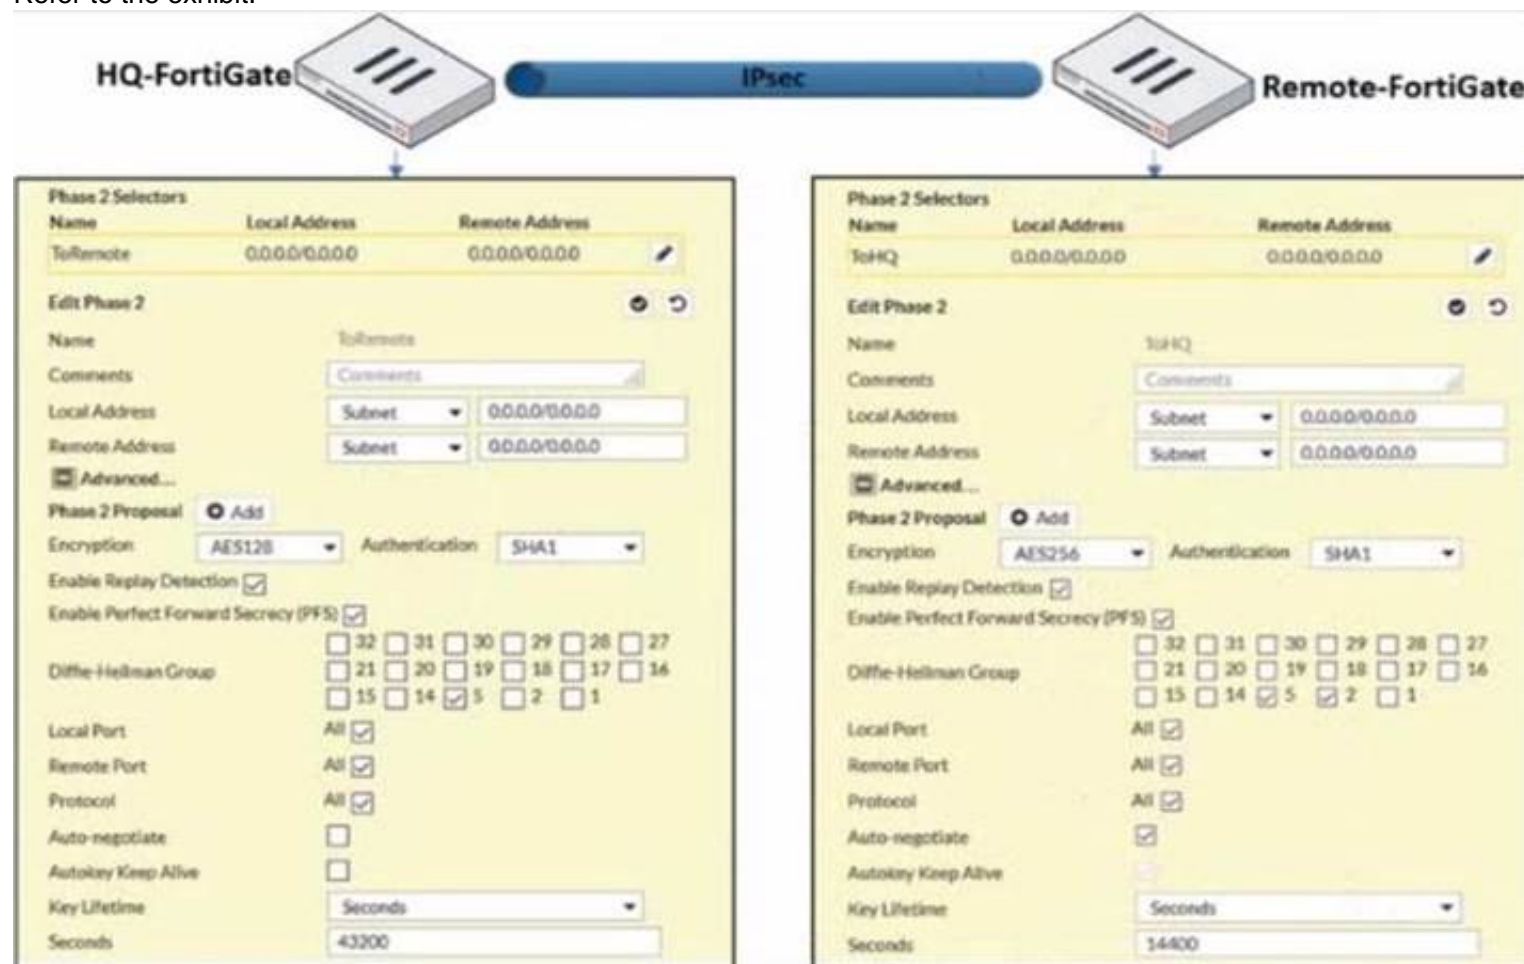 Refer to the exhibit.
HQ-FortiGate
IPsec
Remote-FortiGate
Phase 2 Selectors
Name Local Address Remote Address
ToRemote 0.0.0.0/0.0.0.0 0.0.0.0/0.0.0.0
Edit Phase 2
Name ToRemote
Comments Comments
Local Address Subnet 0.0.0.0/0.0.0.0
Remote Address Subnet 0.0.0.0/0.0.0.0
Advanced...
Phase 2 Proposal Add
Encryption AES128 Authentication SHA1
Enable Replay Detection
Enable Perfect Forward Secrecy (PFS)
32 31 30 29 28 27
Diffie-Hellman Group 21 20 19 18 17 16
15 14 5 2 1
Local Port All
Remote Port All
Protocol All
Auto-negotiate
Autokey Keep Alive
Key Lifetime Seconds
Seconds 43200
Phase 2 Selectors
Name Local Address Remote Address
ToHQ 0.0.0.0/0.0.0.0 0.0.0.0/0.0.0.0
Edit Phase 2
Name ToHQ
Comments Comments
Local Address Subnet 0.0.0.0/0.0.0.0
Remote Address Subnet 0.0.0.0/0.0.0.0
Advanced...
Phase 2 Proposal Add
Encryption AES256 Authentication SHA1
Enable Replay Detection
Enable Perfect Forward Secrecy (PFS)
32 31 30 29 28 27
Diffie-Hellman Group 21 20 19 18 17 16
15 14 5 2 1
Local Port All
Remote Port All
Protocol All
Auto-negotiate
Autokey Keep Alive
Key Lifetime Seconds
Seconds 14400